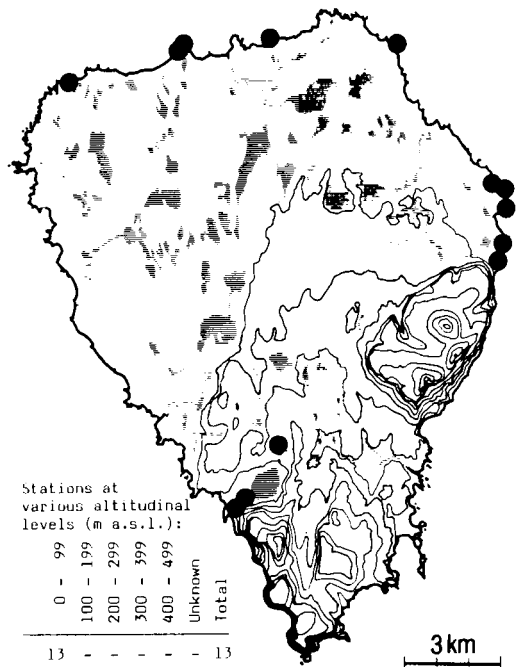 Stations at
various altitudinal
levels (m a.s.l.):
0 - 99
100 - 199
200 - 299
300 - 399
400 - 499
Unknown
Total
13 - - - - - 13
3 km